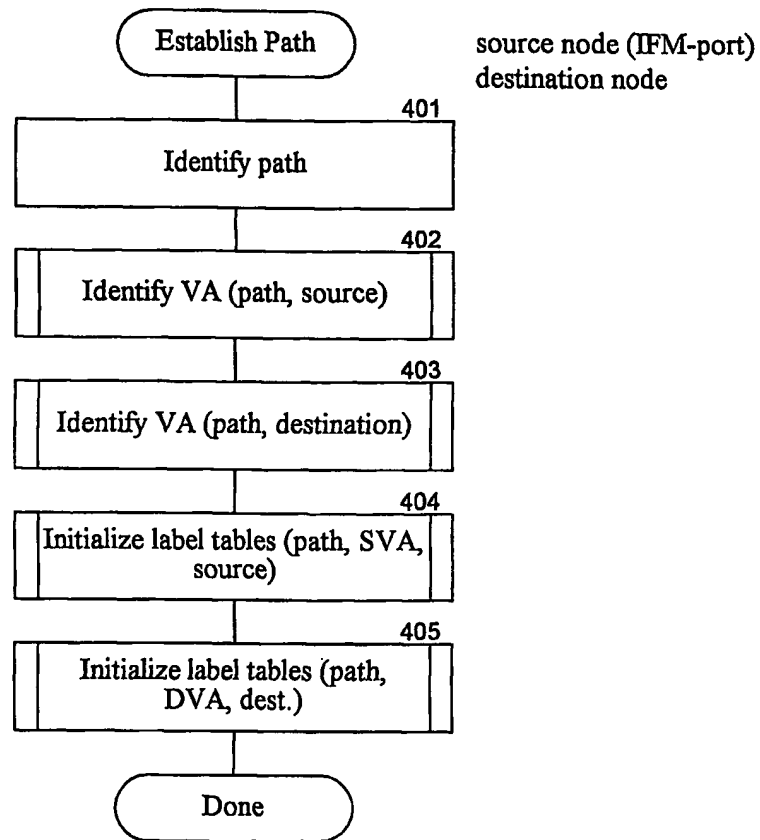 Establish Path
source node (IFM-port)
destination node
401
Identify path
402
Identify VA (path, source)
403
Identify VA (path, destination)
404
Initialize label tables (path, SVA,
source)
405
Initialize label tables (path,
DVA, dest.)
Done